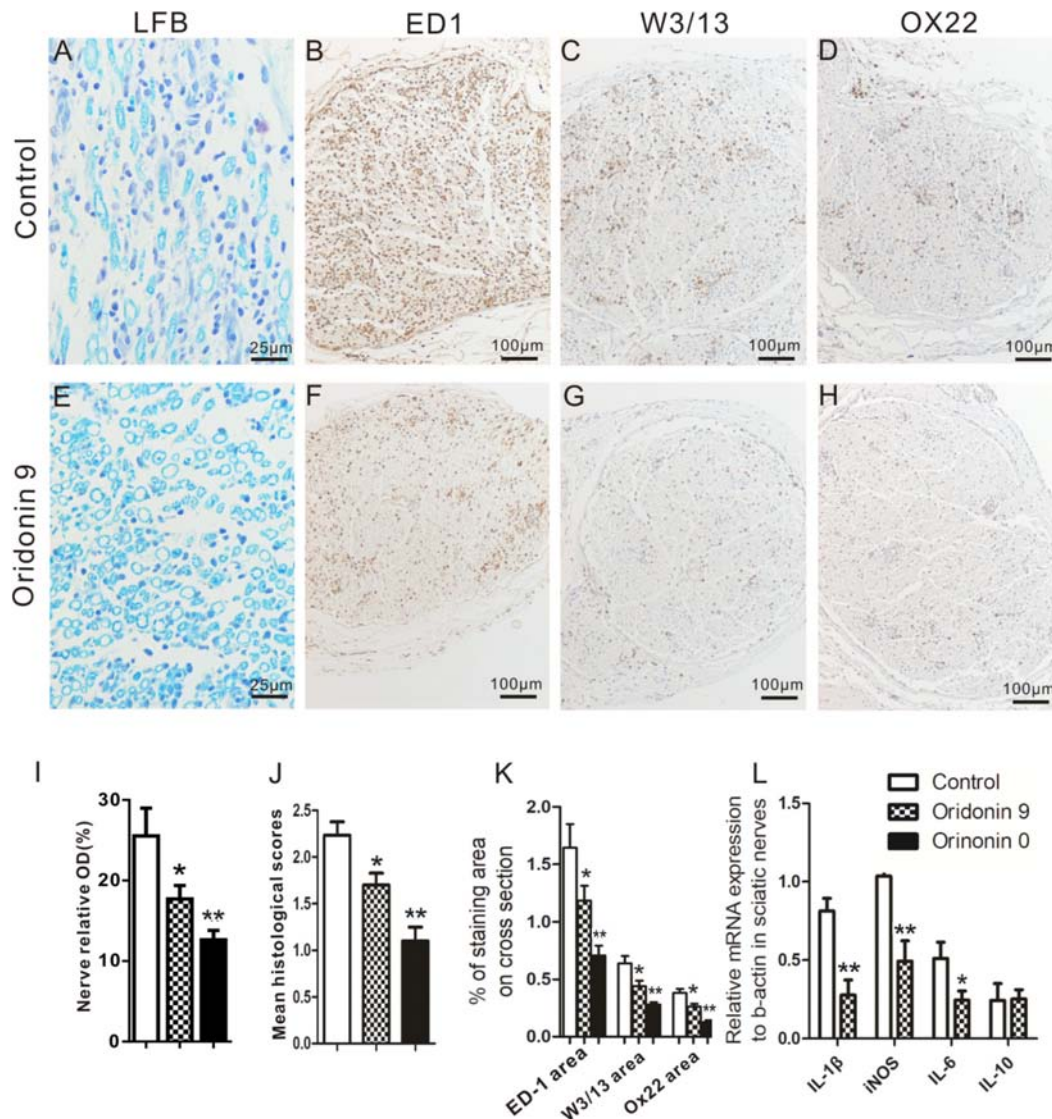 LFB ED1 W3/13 OX22
Control
A B C D
25µm 100µm 100µm 100µm
Oridonin 9
E F G H
25µm 100µm 100µm 100µm
I
Nerve relative OD(%)
30
20
10
0
*
**
J
Mean histological scores
2.5
2.0
1.5
1.0
0.5
0.0
*
**
K
% of staining area
on cross section
2.0
1.5
1.0
0.5
0.0
*
**
*
**
*
**
ED-1 area
W3/13 area
Ox22 area
L
Control
Oridonin 9
Orinonin 0
Relative mRNA expression
to b-actin in sciatic nerves
1.5
1.0
0.5
0.0
**
**
*
IL-1β
iNOS
IL-6
IL-10